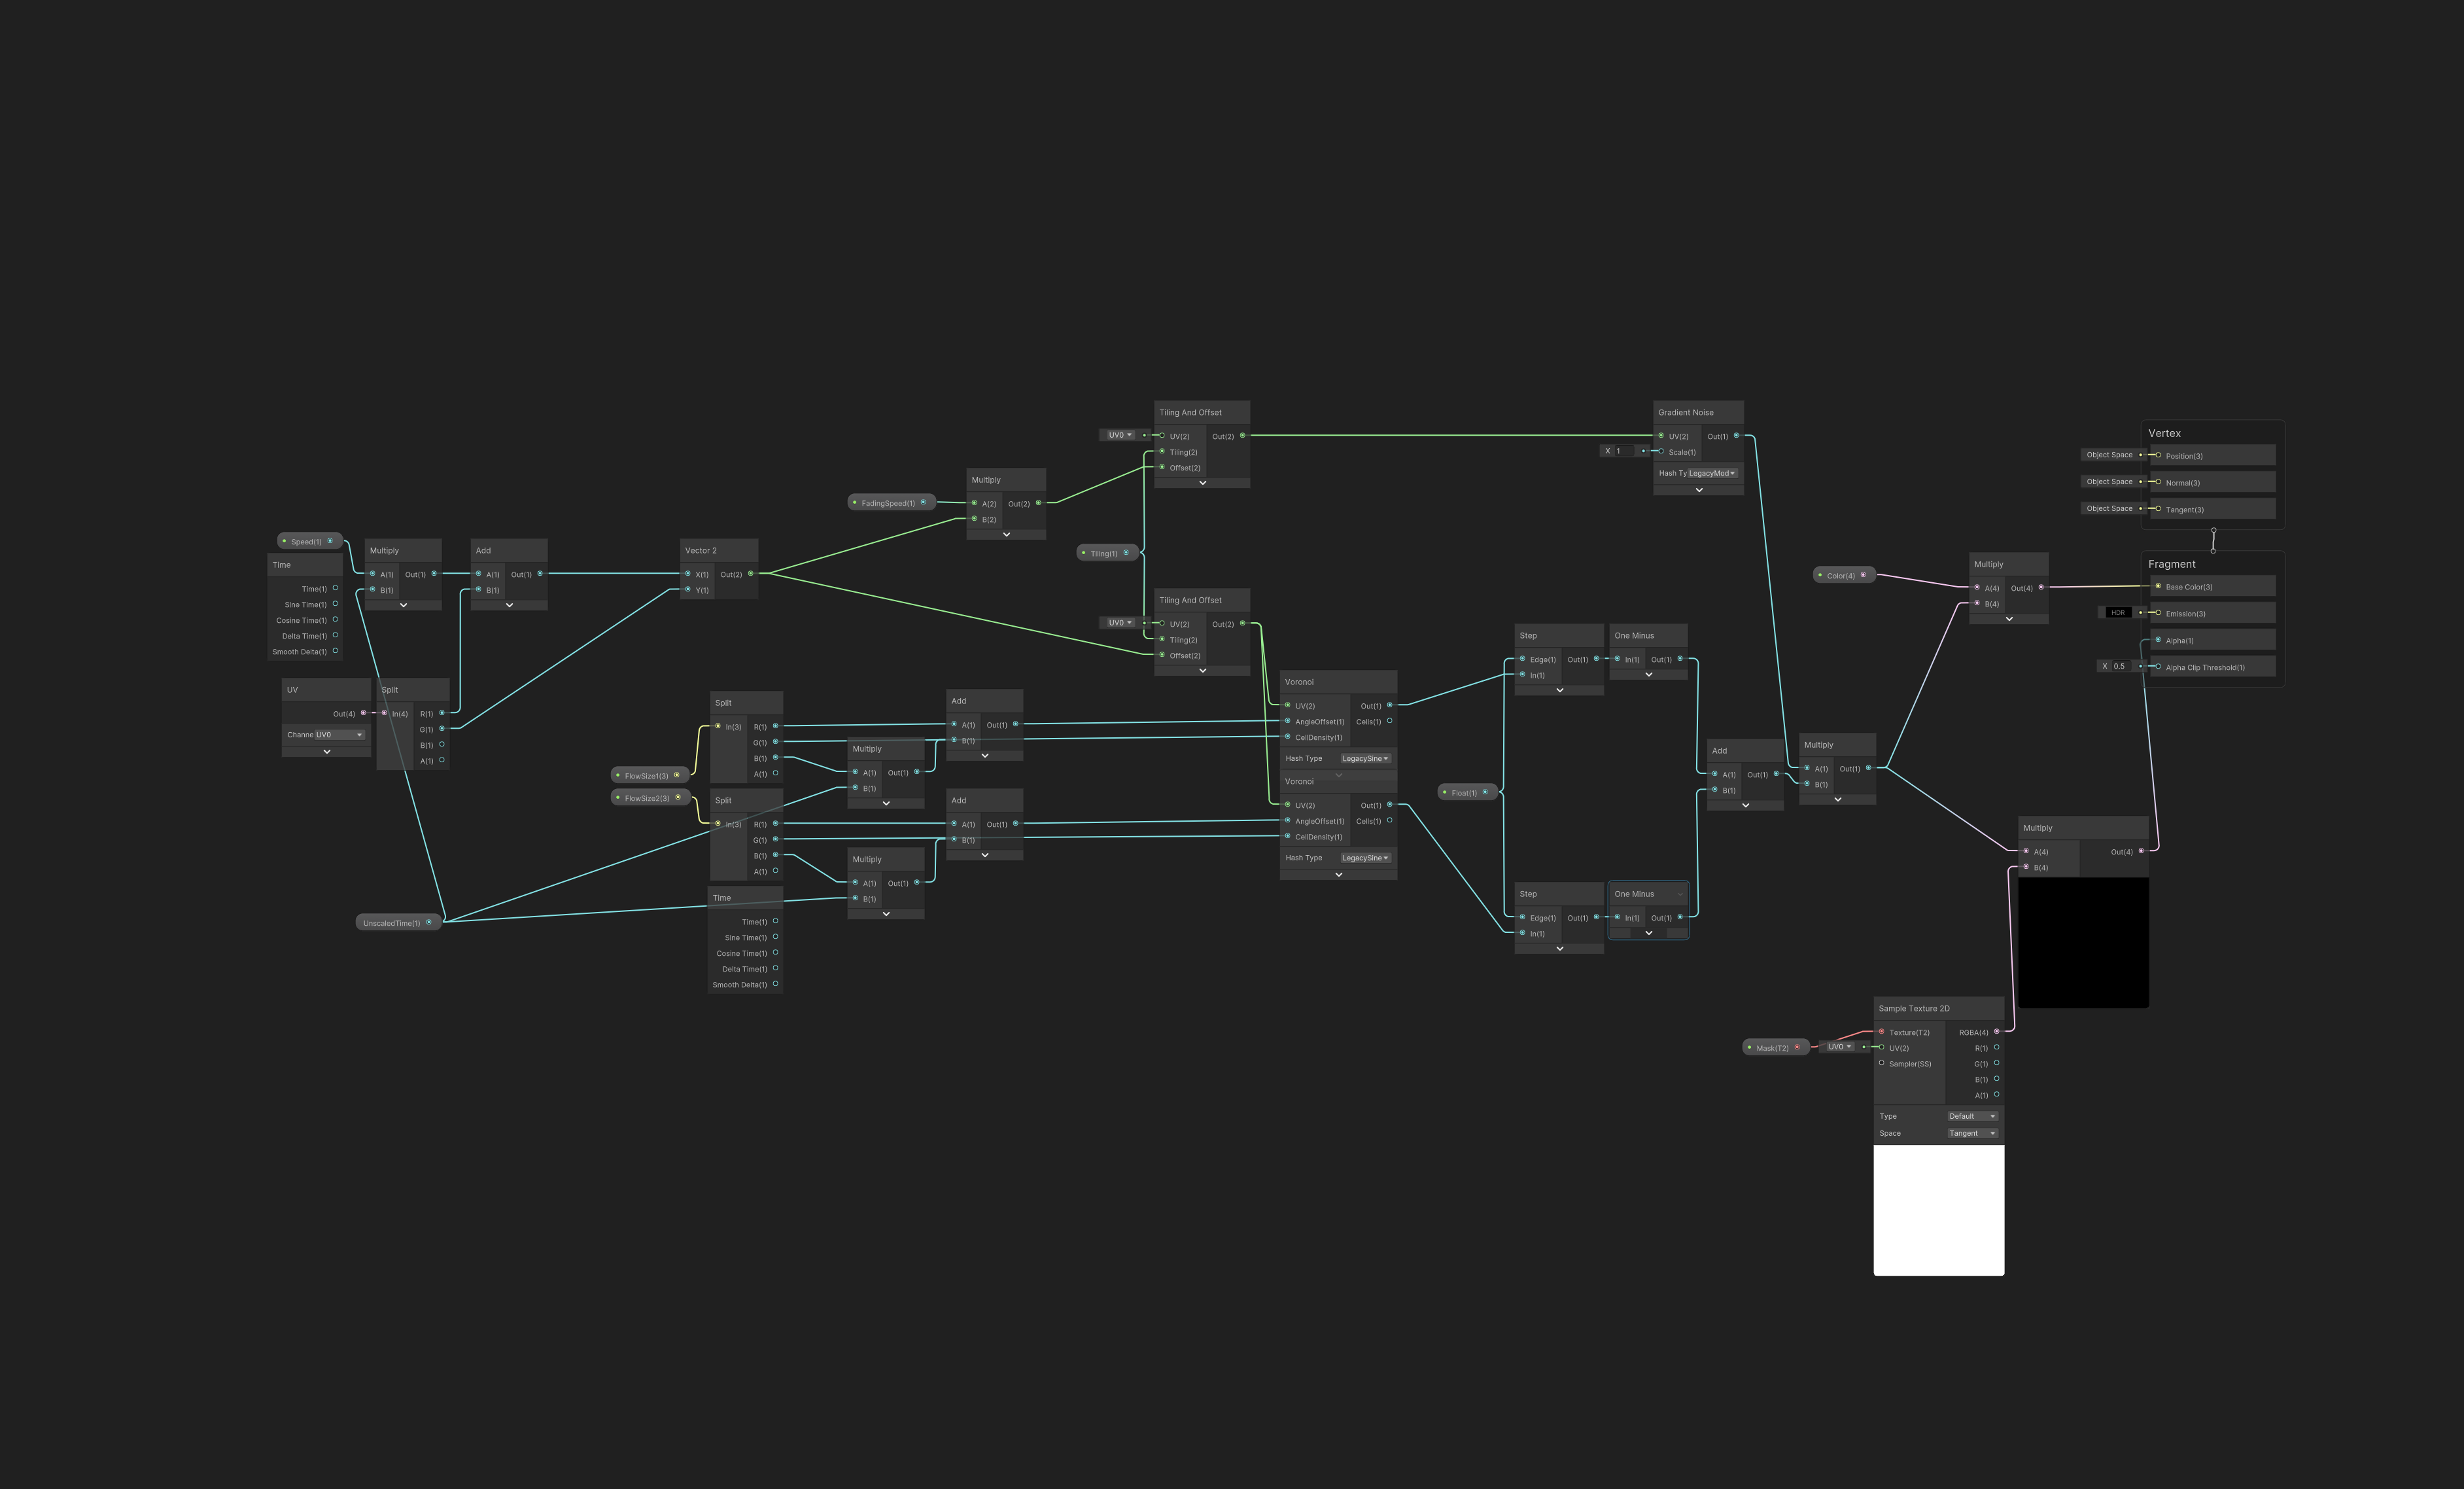 Speed(1)
Time
Time(1)
Sine Time(1)
Cosine Time(1)
Delta Time(1)
Smooth Delta(1)
Multiply
A(1) Out(1)
B(1)
Add
A(1) Out(1)
B(1)
UV
Out(4)
Channe UV0
Split
In(4) R(1)
G(1)
B(1)
A(1)
UnscaledTime(1)
Vector 2
X(1) Out(2)
Y(1)
FlowSize1(3)
FlowSize2(3)
Split
In(3) R(1)
G(1)
B(1)
A(1)
Split
In(3) R(1)
G(1)
B(1)
A(1)
Time
Time(1)
Sine Time(1)
Cosine Time(1)
Delta Time(1)
Smooth Delta(1)
Multiply
A(1) Out(1)
B(1)
Multiply
A(1) Out(1)
B(1)
Add
A(1) Out(1)
B(1)
Add
A(1) Out(1)
B(1)
FadingSpeed(1)
Multiply
A(2) Out(2)
B(2)
Tiling(1)
UV0
Tiling And Offset
UV(2) Out(2)
Tiling(2)
Offset(2)
UV0
Tiling And Offset
UV(2) Out(2)
Tiling(2)
Offset(2)
Voronoi
UV(2) Out(1)
AngleOffset(1) Cells(1)
CellDensity(1)
Hash Type LegacySine
Voronoi
UV(2) Out(1)
AngleOffset(1) Cells(1)
CellDensity(1)
Hash Type LegacySine
Float(1)
Step
Edge(1) Out(1)
In(1)
One Minus
In(1) Out(1)
Step
Edge(1) Out(1)
In(1)
One Minus
In(1) Out(1)
X 1
Gradient Noise
UV(2) Out(1)
Scale(1)
Hash Ty LegacyMod
Add
A(1) Out(1)
B(1)
Multiply
A(1) Out(1)
B(1)
Color(4)
Multiply
A(4) Out(4)
B(4)
Multiply
A(4) Out(4)
B(4)
Mask(T2)
UV0
Sample Texture 2D
Texture(T2) RGBA(4)
UV(2) R(1)
Sampler(SS) G(1)
B(1)
A(1)
Type Default
Space Tangent
Vertex
Object Space Position(3)
Object Space Normal(3)
Object Space Tangent(3)
Fragment
Base Color(3)
HDR Emission(3)
Alpha(1)
X 0.5 Alpha Clip Threshold(1)